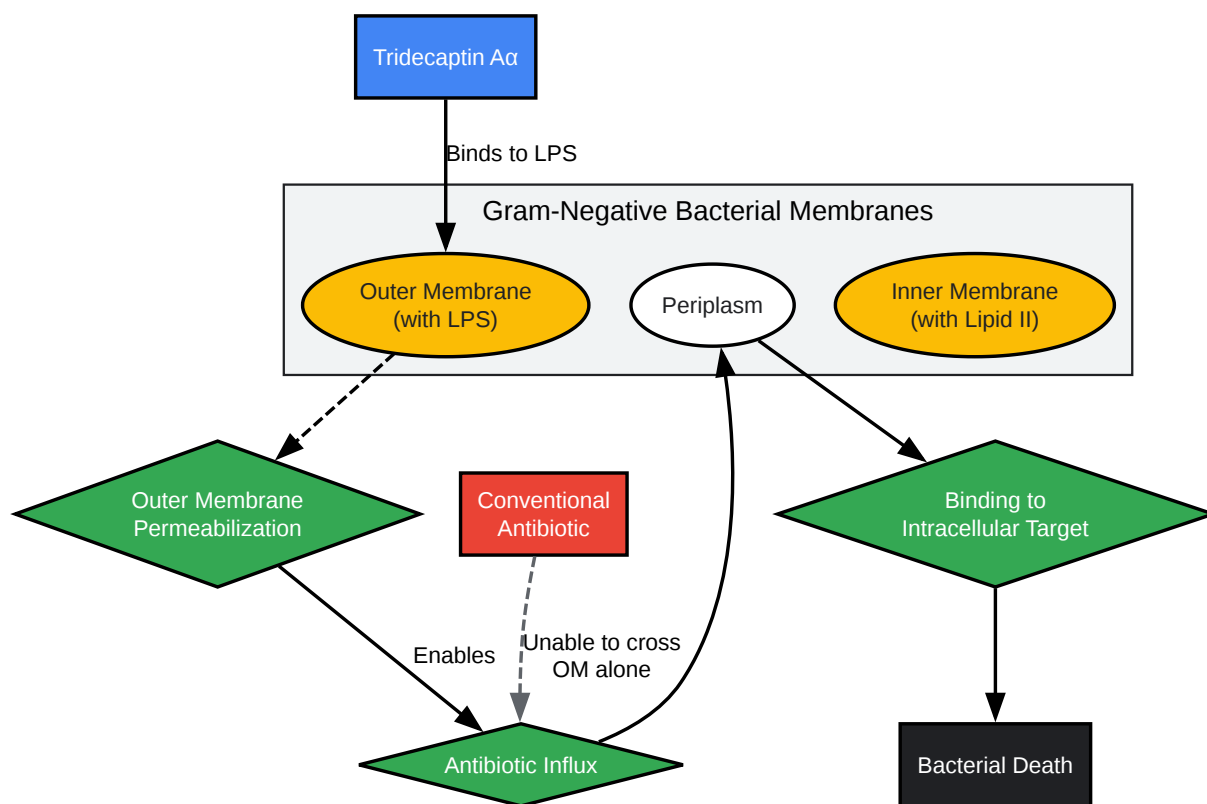 Tridecaptin Aα
Binds to LPS
Gram-Negative Bacterial Membranes
Outer Membrane
(with LPS)
Periplasm
Inner Membrane
(with Lipid II)
Outer Membrane
Permeabilization
Conventional
Antibiotic
Binding to
Intracellular Target
Enables
Unable to cross
OM alone
Antibiotic Influx
Bacterial Death